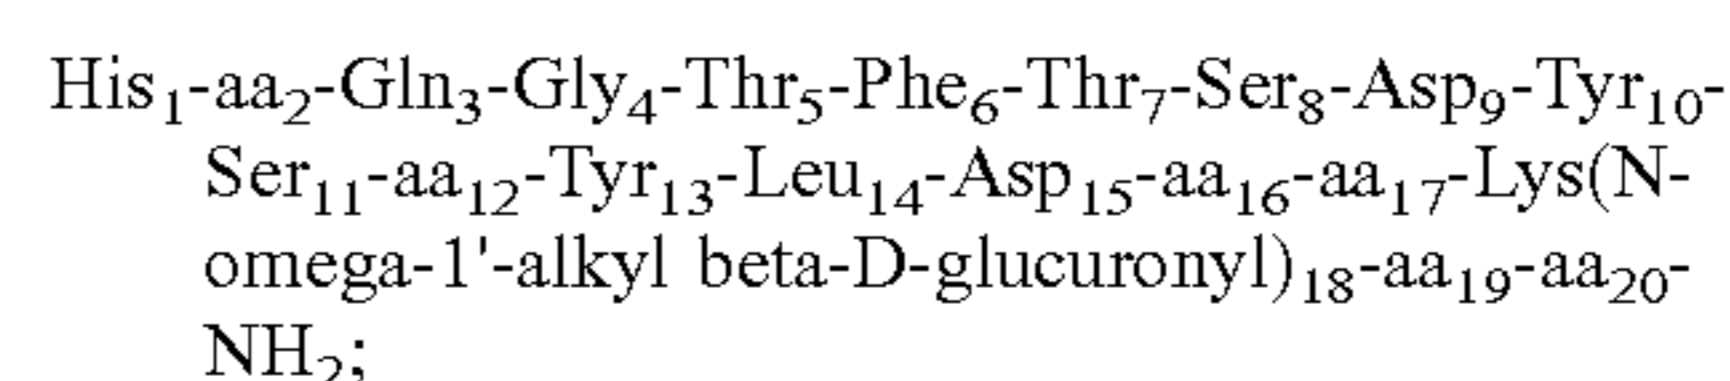 His₁-aa₂-Gln₃-Gly₄-Thr₅-Phe₆-Thr₇-Ser₈-Asp₉-Tyr₁₀-
Ser₁₁-aa₁₂-Tyr₁₃-Leu₁₄-Asp₁₅-aa₁₆-aa₁₇-Lys(N-
omega-1'-alkyl beta-D-glucuronyl)₁₈-aa₁₉-aa₂₀-
NH₂;